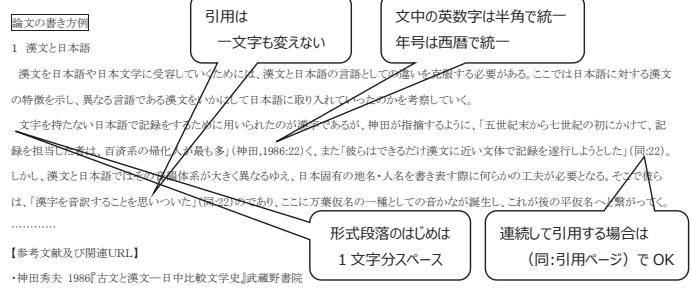 論文の書き方例
引用は
一文字も変えない
文中の英数字は半角で統一
年号は西暦で統一
1 漢文と日本語
漢文を日本語や日本文学に受容していくためには、漢文と日本語の言語としての違いを克服する必要がある。ここでは日本語に対する漢文
の特徴を示し、異なる言語である漢文をいかにして日本語に取り入れていったのかを考察していく。
文字を持たない日本語で記録をするために用いられたのが漢字であるが、神田が指摘するように、「五世紀末から七世紀の初にかけて、記
録を担当した者は、百済系の帰化人が最も多」(神田,1986:22)く、また「彼らはできるだけ漢文に近い文体で記録を遂行しようとした」(同:22)。
しかし、漢文と日本語ではその音韻体系が大きく異なるゆえ、日本固有の地名・人名を書き表す際に何らかの工夫が必要となる。そこで彼ら
は、「漢字を音訳することを思いついた」(同:22)のであり、ここに万葉仮名の一種としての音かなが誕生し、これが後の平仮名へと繋がってく。
…………
形式段落のはじめは
1文字分スペース
連続して引用する場合は
(同:引用ページ)でOK
【参考文献及び関連URL】
・神田秀夫 1986『古文と漢文―日中比較文学史』武蔵野書院